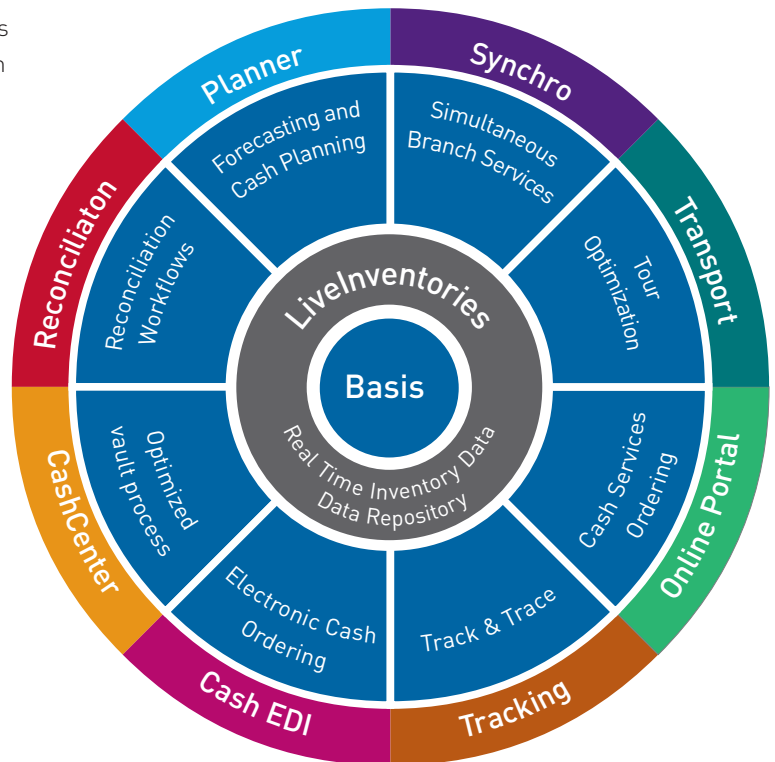 s
n
Planner
Synchro
Transport
Online Portal
Tracking
Cash EDI
CashCenter
Reconciliaton
Forecasting and
Cash Planning
Simultaneous
Branch Services
Tour
Optimization
Cash Services
Ordering
Track & Trace
Electronic Cash
Ordering
Optimized
vault process
Reconciliation
Workflows
LiveInventories
Basis
Real Time Inventory Data
Data Repository